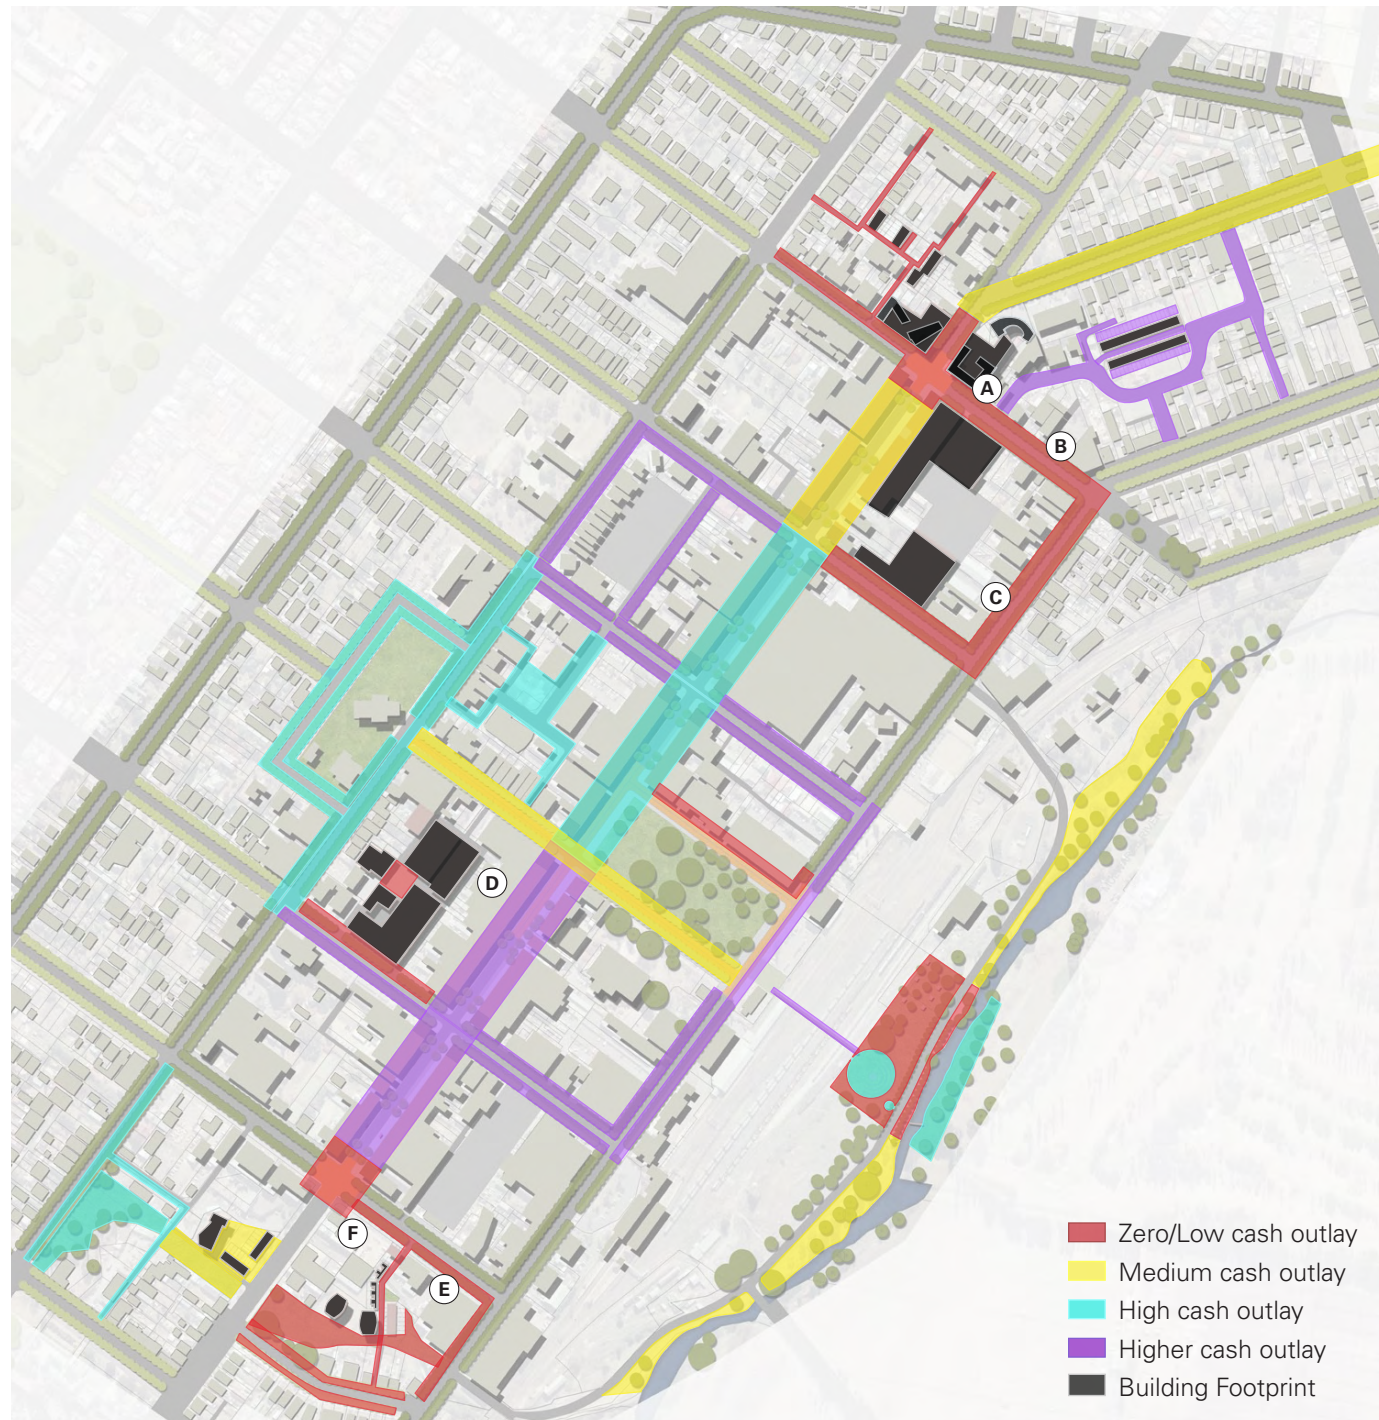 A
B
C
D
F
E
Zero/Low cash outlay
Medium cash outlay
High cash outlay
Higher cash outlay
Building Footprint